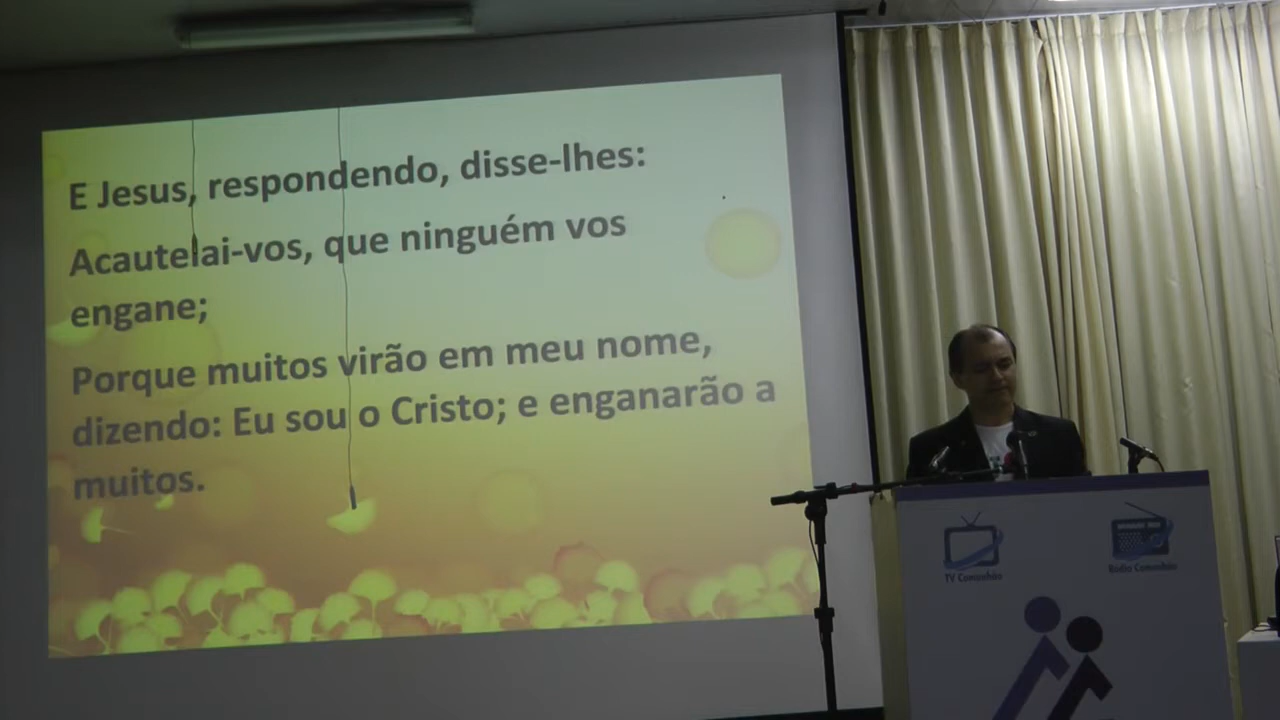 E Jesus, respondendo, disse-lhes:
Acautelai-vos, que ninguém vos
engane;
Porque muitos virão em meu nome,
dizendo: Eu sou o Cristo; e enganarão a
muitos.
TV Comunhão
Rádio Comunhão